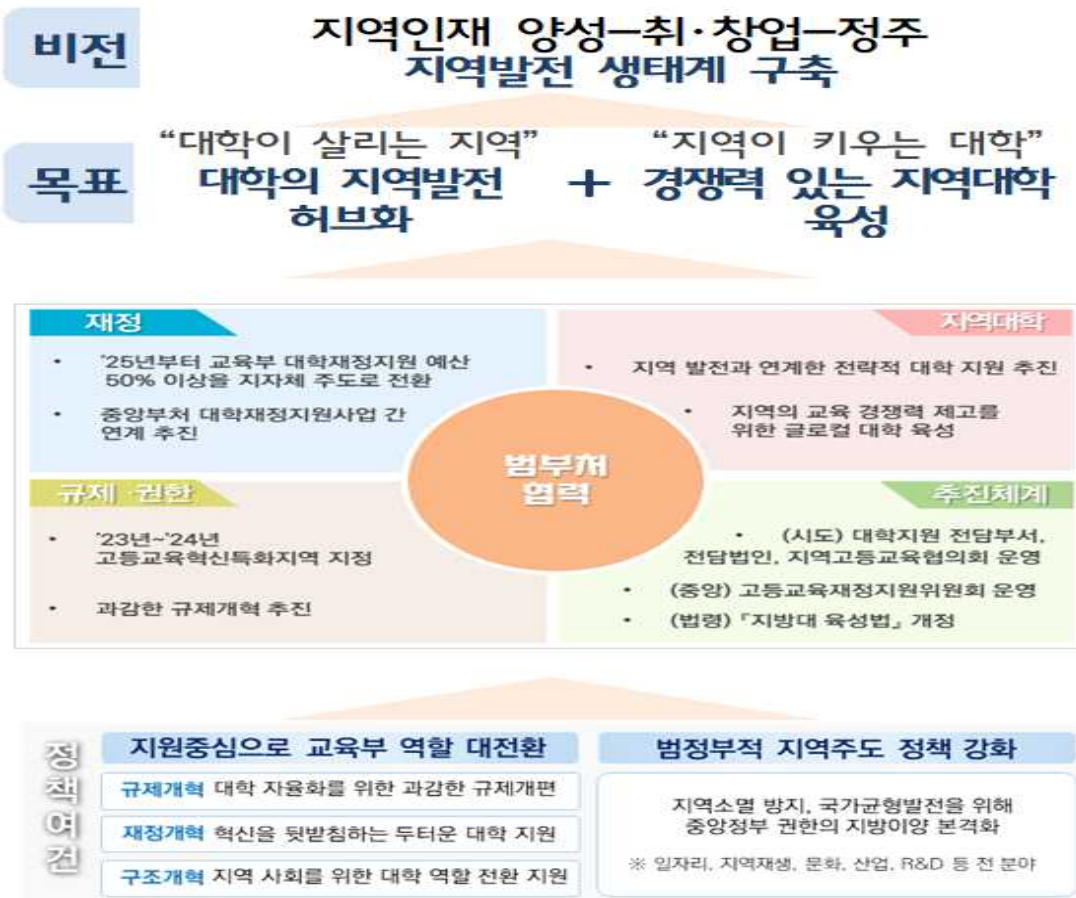 비전
지역인재 양성-취·창업-정주
지역발전 생태계 구축
목표
“대학이 살리는 지역”
대학의 지역발전
허브화
+
“지역이 키우는 대학”
경쟁력 있는 지역대학
육성
재정
• '25년부터 교육부 대학재정지원 예산
50% 이상을 지자체 주도로 전환
• 중앙부처 대학재정지원사업 간
연계 추진
지역대학
• 지역 발전과 연계한 전략적 대학 지원 추진
• 지역의 교육 경쟁력 제고를
위한 글로컬 대학 육성
범부처
협력
규제 권한
• '23년~'24년
고등교육혁신특화지역 지정
• 과감한 규제개혁 추진
추진체계
• (시도) 대학지원 전담부서,
전담법인, 지역고등교육협의회 운영
• (중앙) 고등교육재정지원위원회 운영
• (법령) 『지방대 육성법』 개정
정책여건
지원중심으로 교육부 역할 대전환
규제개혁 대학 자율화를 위한 과감한 규제개편
재정개혁 혁신을 뒷받침하는 두터운 대학 지원
구조개혁 지역 사회를 위한 대학 역할 전환 지원
범정부적 지역주도 정책 강화
지역소멸 방지, 국가균형발전을 위해
중앙정부 권한의 지방이양 본격화
※ 일자리, 지역재생, 문화, 산업, R&D 등 전 분야